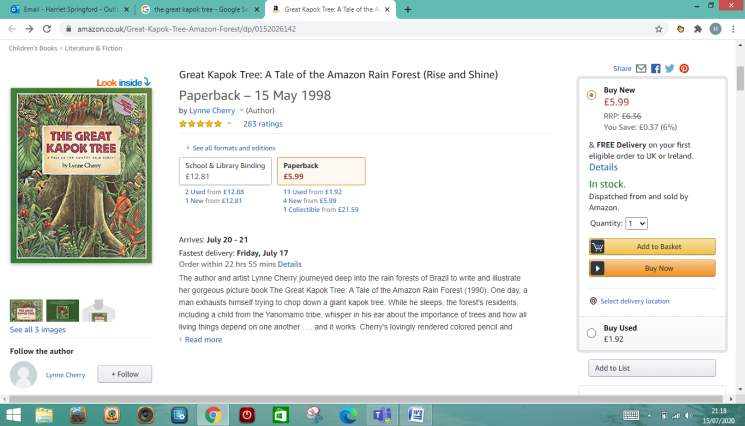 Email - Harriet Springford - Outl
the great kapok tree - Google Se
Great Kapok Tree: A Tale of the A
amazon.co.uk/Great-Kapok-Tree-Amazon-Forest/dp/0152026142
H
Children's Books › Literature & Fiction
Look inside
THE GREAT
KAPOK TREE
A TALE OF THE AMAZON RAIN FOREST
by Lynne Cherry
See all 3 images
Follow the author
Lynne Cherry
+ Follow
Great Kapok Tree: A Tale of the Amazon Rain Forest (Rise and Shine)
Paperback – 15 May 1998
by Lynne Cherry (Author)
283 ratings
› See all formats and editions
School & Library Binding
£12.81
2 Used from £12.88
1 New from £12.81
Paperback
£5.99
11 Used from £1.92
4 New from £5.99
1 Collectible from £21.59
Arrives: July 20 - 21
Fastest delivery: Friday, July 17
Order within 22 hrs 55 mins Details
The author and artist Lynne Cherry journeyed deep into the rain forests of Brazil to write and illustrate
her gorgeous picture book The Great Kapok Tree: A Tale of the Amazon Rain Forest (1990). One day, a
man exhausts himself trying to chop down a giant kapok tree. While he sleeps, the forest's residents,
including a child from the Yanomamo tribe, whisper in his ear about the importance of trees and how all
living things depend on one another . . . and it works. Cherry's lovingly rendered colored pencil and
Read more
Share
Buy New
£5.99
RRP: £6.36
You Save: £0.37 (6%)
& FREE Delivery on your first
eligible order to UK or Ireland.
Details
In stock.
Dispatched from and sold by
Amazon.
Quantity: 1
Add to Basket
Buy Now
Select delivery location
Buy Used
£1.92
Add to List
21:18
15/07/2020